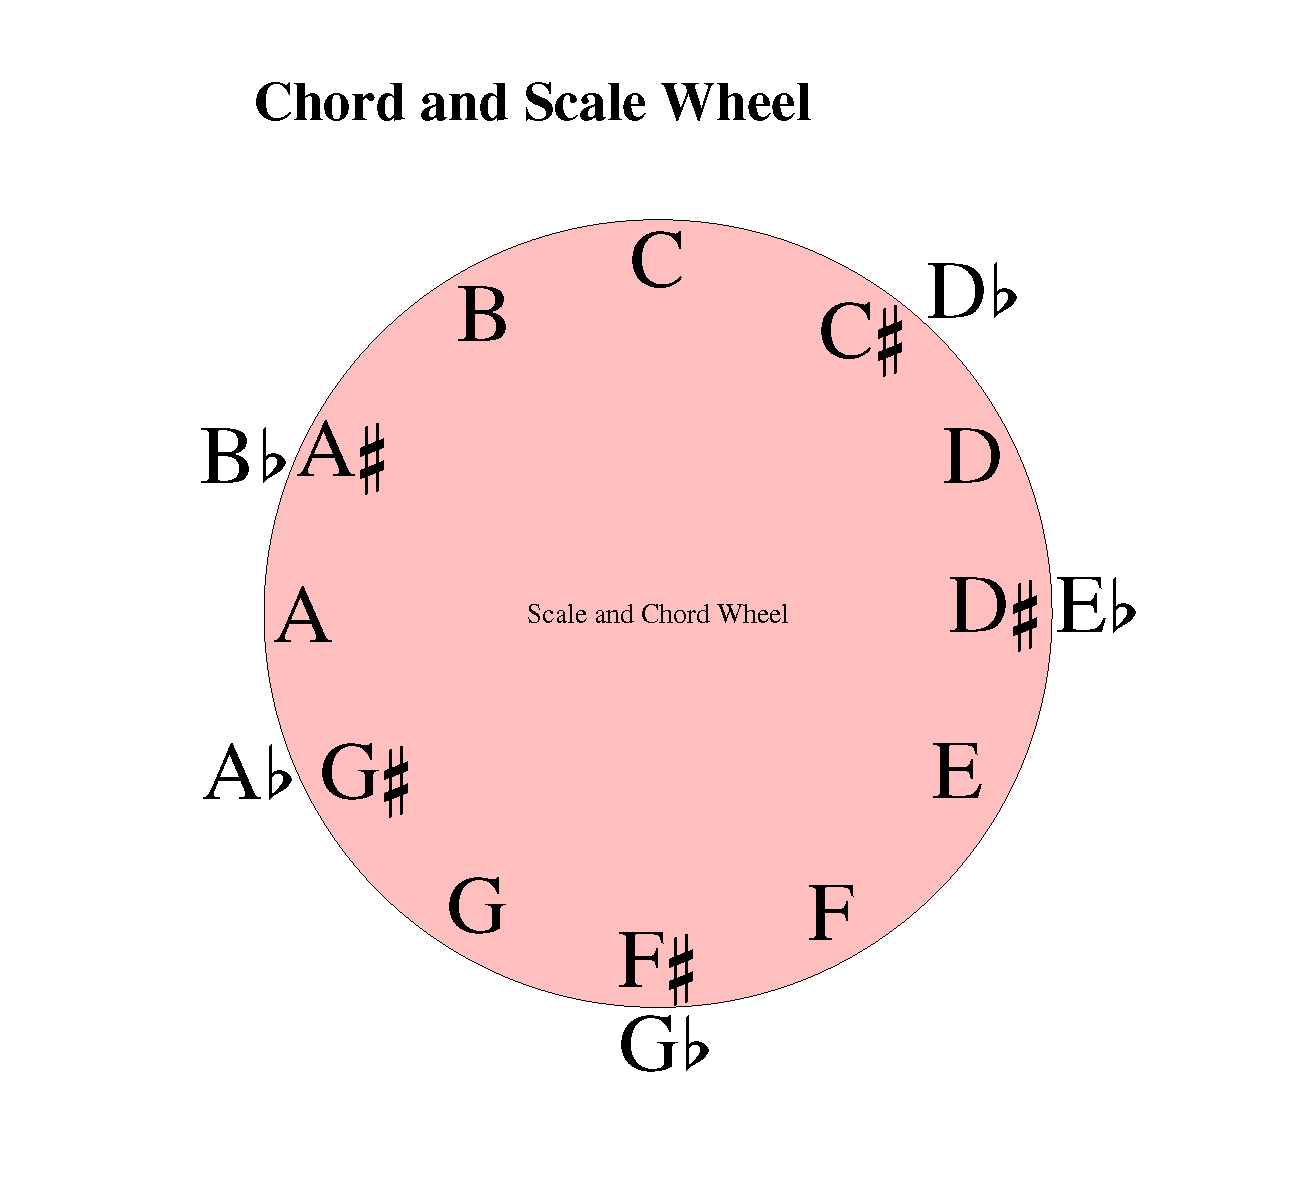 Chord and Scale Wheel
C
B
C♯ D♭
B♭ A♯
D
A
Scale and Chord Wheel
D♯ E♭
A♭ G♯
E
G
F
F♯
G♭